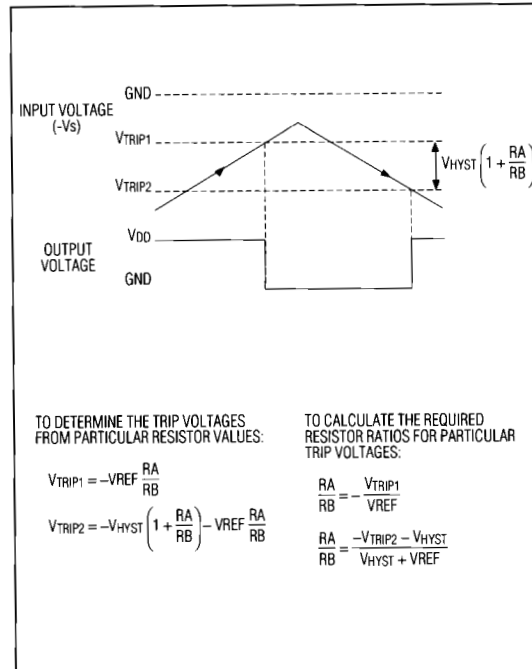 GND
INPUT VOLTAGE
(-Vs)
VTRIP1
VHYST(1 + RA/RB)
VTRIP2
VDD
OUTPUT
VOLTAGE
GND
TO DETERMINE THE TRIP VOLTAGES
FROM PARTICULAR RESISTOR VALUES:
VTRIP1 = –VREF RA/RB
VTRIP2 = –VHYST(1 + RA/RB) – VREF RA/RB
TO CALCULATE THE REQUIRED
RESISTOR RATIOS FOR PARTICULAR
TRIP VOLTAGES:
RA/RB = – VTRIP1/VREF
RA/RB = –VTRIP2 – VHYST/VHYST + VREF